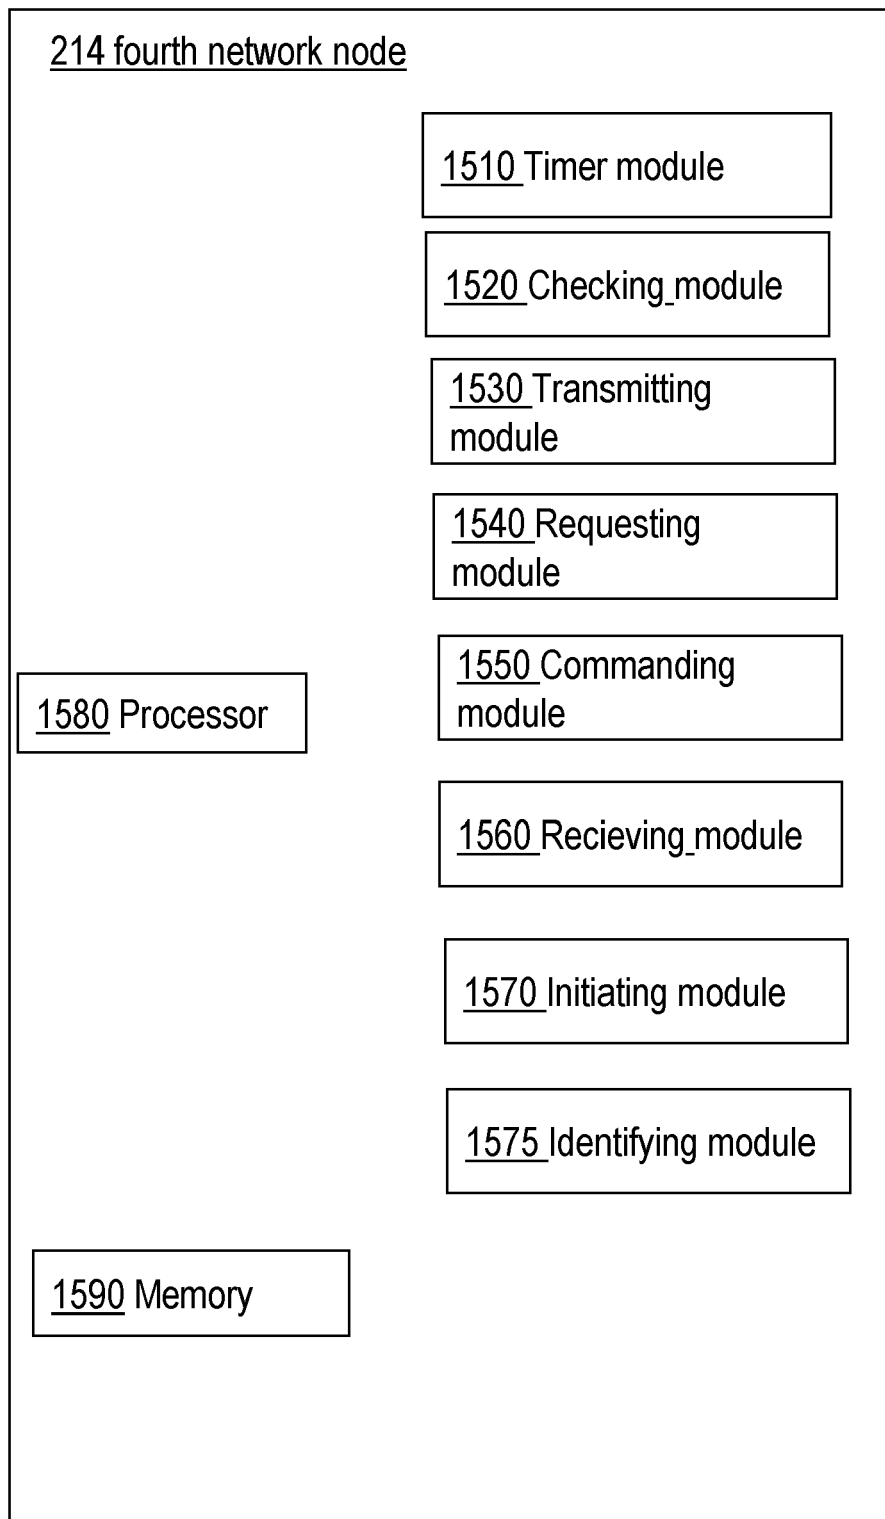 214 fourth network node
1510 Timer module
1520 Checking module
1530 Transmitting
module
1540 Requesting
module
1550 Commanding
module
1580 Processor
1560 Recieving module
1570 Initiating module
1575 Identifying module
1590 Memory